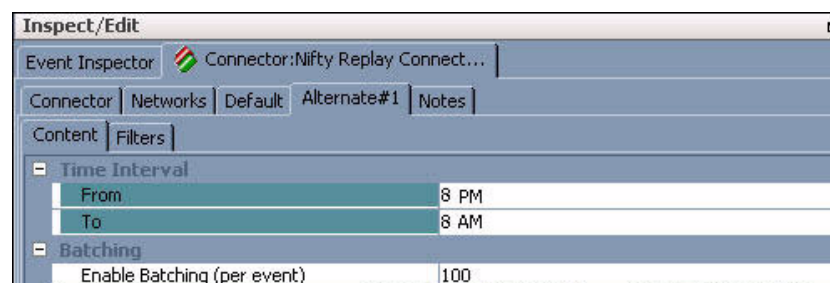 Inspect/Edit
Event Inspector Connector:Nifty Replay Connect...
Connector Networks Default Alternate#1 Notes
Content Filters
Time Interval
From 8 PM
To 8 AM
Batching
Enable Batching (per event) 100